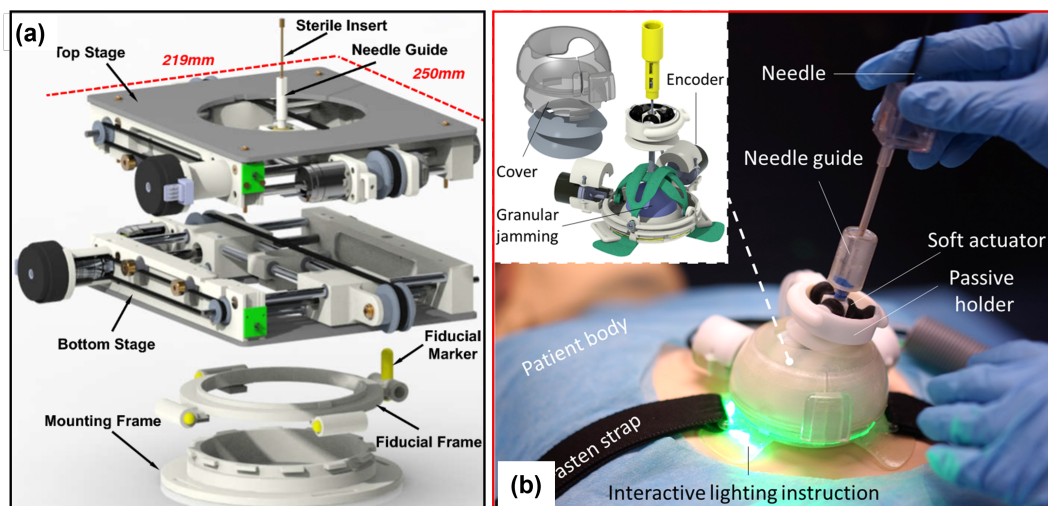 (a)
Sterile Insert
Top Stage
Needle Guide
219mm
250mm
Bottom Stage
Fiducial
Marker
Mounting Frame
Fiducial Frame
Encoder
Cover
Granular
jamming
Needle
Needle guide
Soft actuator
Passive
holder
Patient body
asten strap
(b)
Interactive lighting instruction